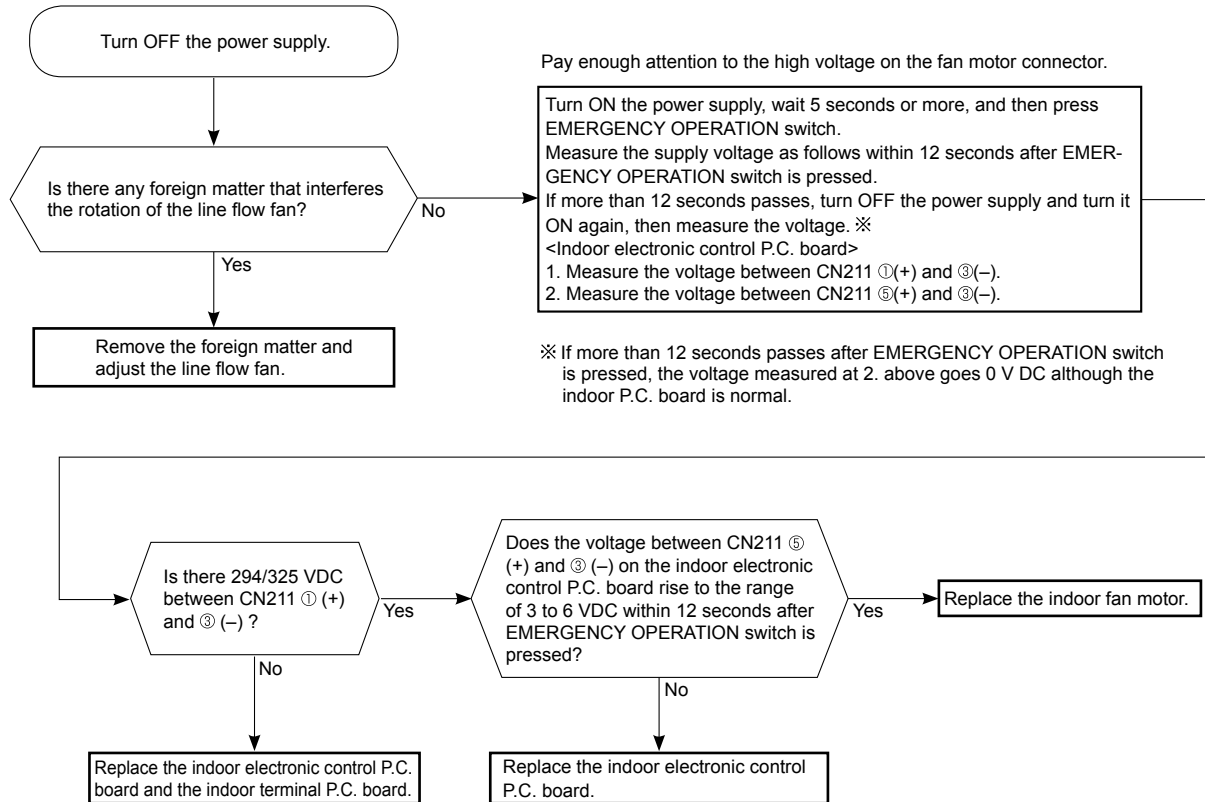 Turn OFF the power supply.
Is there any foreign matter that interferes
the rotation of the line flow fan?
No
Yes
Remove the foreign matter and
adjust the line flow fan.
Pay enough attention to the high voltage on the fan motor connector.
Turn ON the power supply, wait 5 seconds or more, and then press
EMERGENCY OPERATION switch.
Measure the supply voltage as follows within 12 seconds after EMER-
GENCY OPERATION switch is pressed.
If more than 12 seconds passes, turn OFF the power supply and turn it
ON again, then measure the voltage. ※
<Indoor electronic control P.C. board>
1. Measure the voltage between CN211 ①(+) and ③(–).
2. Measure the voltage between CN211 ⑤(+) and ③(–).
※ If more than 12 seconds passes after EMERGENCY OPERATION switch
is pressed, the voltage measured at 2. above goes 0 V DC although the
indoor P.C. board is normal.
Is there 294/325 VDC
between CN211 ① (+)
and ③ (–) ?
Yes
No
Replace the indoor electronic control P.C.
board and the indoor terminal P.C. board.
Does the voltage between CN211 ⑤
(+) and ③ (–) on the indoor electronic
control P.C. board rise to the range
of 3 to 6 VDC within 12 seconds after
EMERGENCY OPERATION switch is
pressed?
Yes
No
Replace the indoor electronic control
P.C. board.
Replace the indoor fan motor.